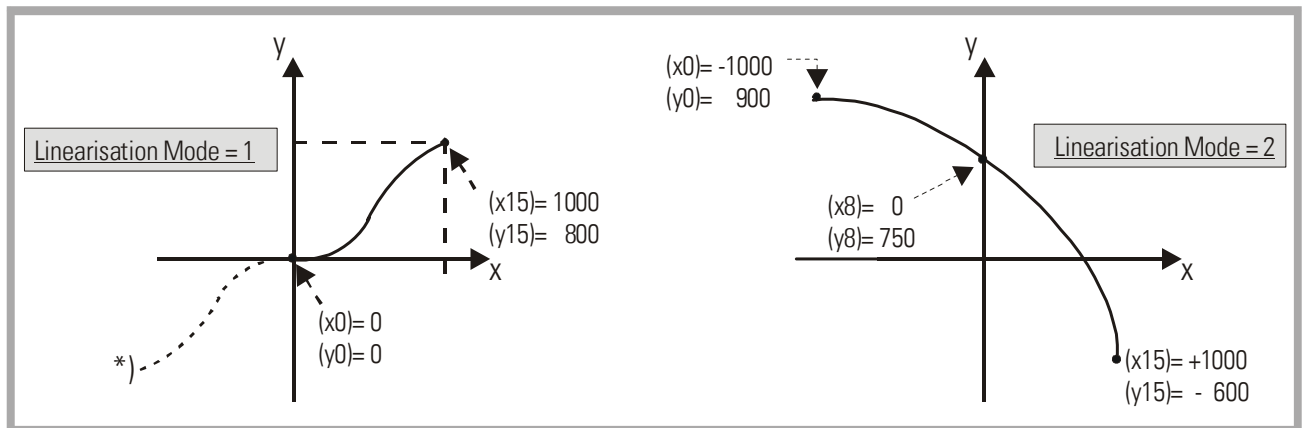 y
Linearisation Mode = 1
(x15)= 1000
(y15)= 800
x
(x0)= 0
(y0)= 0
*)
(x0)= -1000
(y0)= 900
y
Linearisation Mode = 2
(x8)= 0
(y8)= 750
x
(x15)= +1000
(y15)= - 600